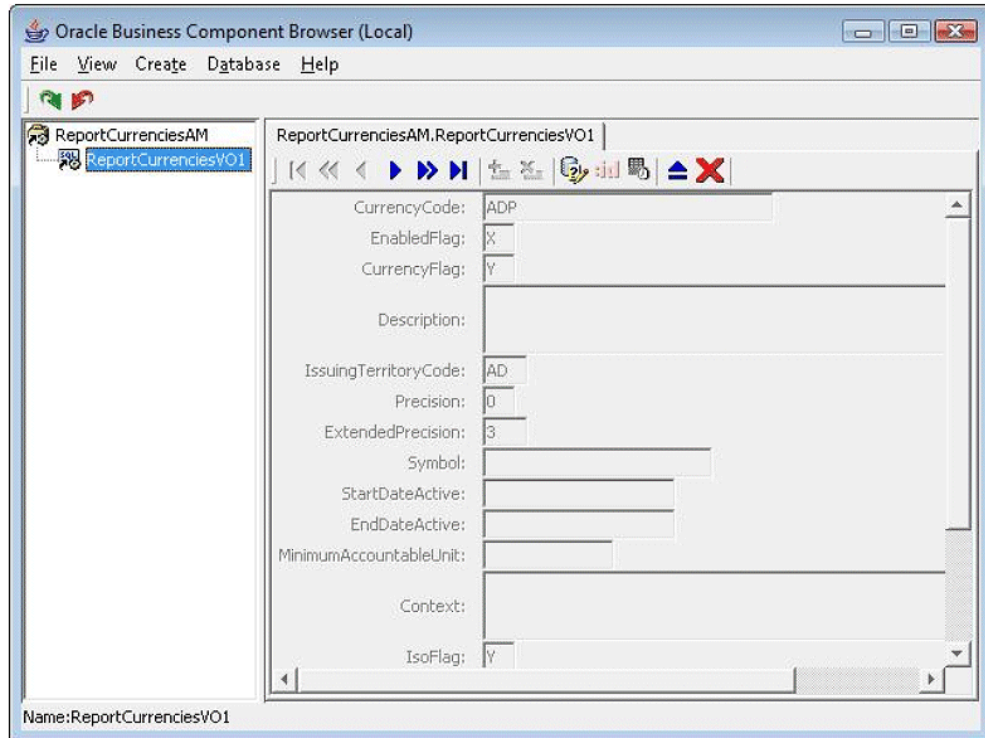 Oracle Business Component Browser (Local)
File View Create Database Help
ReportCurrenciesAM
ReportCurrenciesVO1
ReportCurrenciesAM.ReportCurrenciesVO1
:id
CurrencyCode: ADP
EnabledFlag: X
CurrencyFlag: Y
Description:
IssuingTerritoryCode: AD
Precision: 0
ExtendedPrecision: 3
Symbol:
StartDateActive:
EndDateActive:
MinimumAccountableUnit:
Context:
IsoFlag: Y
Name:ReportCurrenciesVO1